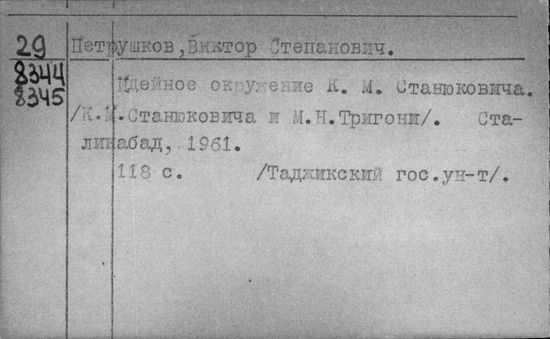 29 Петрушков,Виктор Степанович.
8344
8345
Идейное окружение К. М. Станюковича.
/К.М.Станюковича и М.Н.Тригони/. Ста-
линабад, 1961.
118 с. /Таджикский гос.ун-т/.